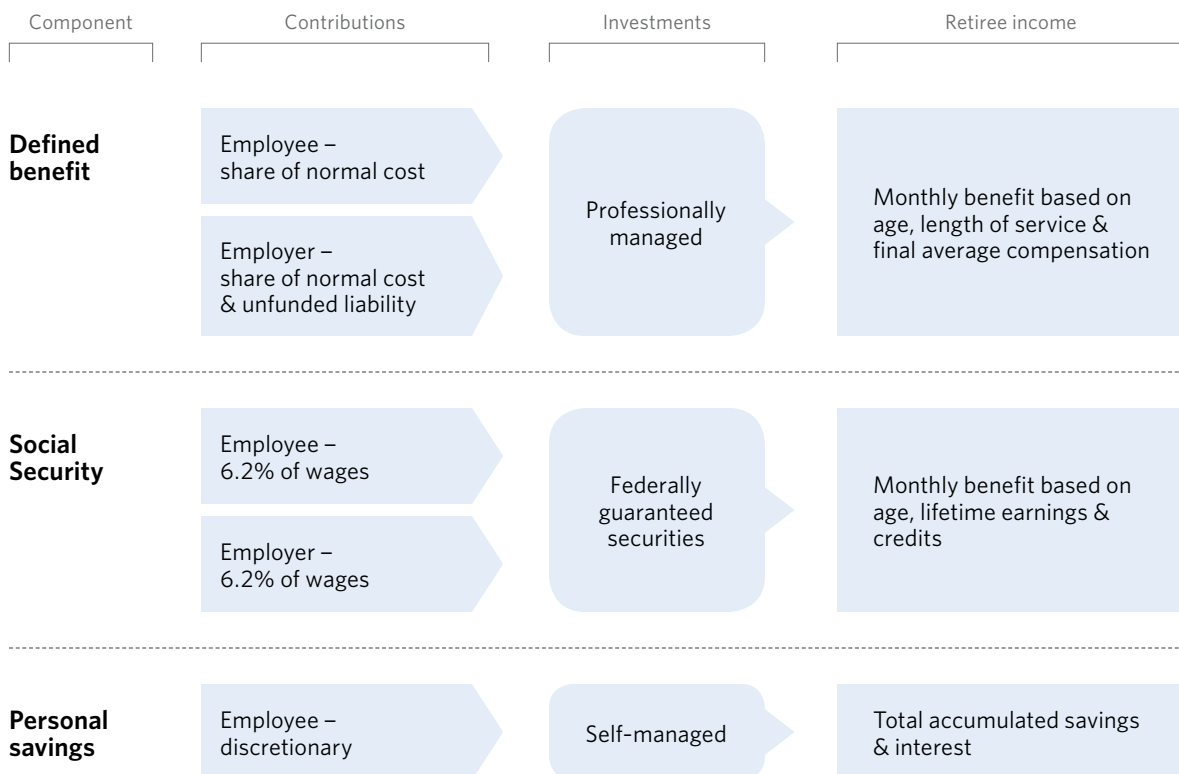 Component
Contributions
Investments
Retiree income
Defined
benefit
Employee –
share of normal cost
Employer –
share of normal cost
& unfunded liability
Professionally
managed
Monthly benefit based on
age, length of service &
final average compensation
Social
Security
Employee –
6.2% of wages
Employer –
6.2% of wages
Federally
guaranteed
securities
Monthly benefit based on
age, lifetime earnings &
credits
Personal
savings
Employee –
discretionary
Self-managed
Total accumulated savings
& interest